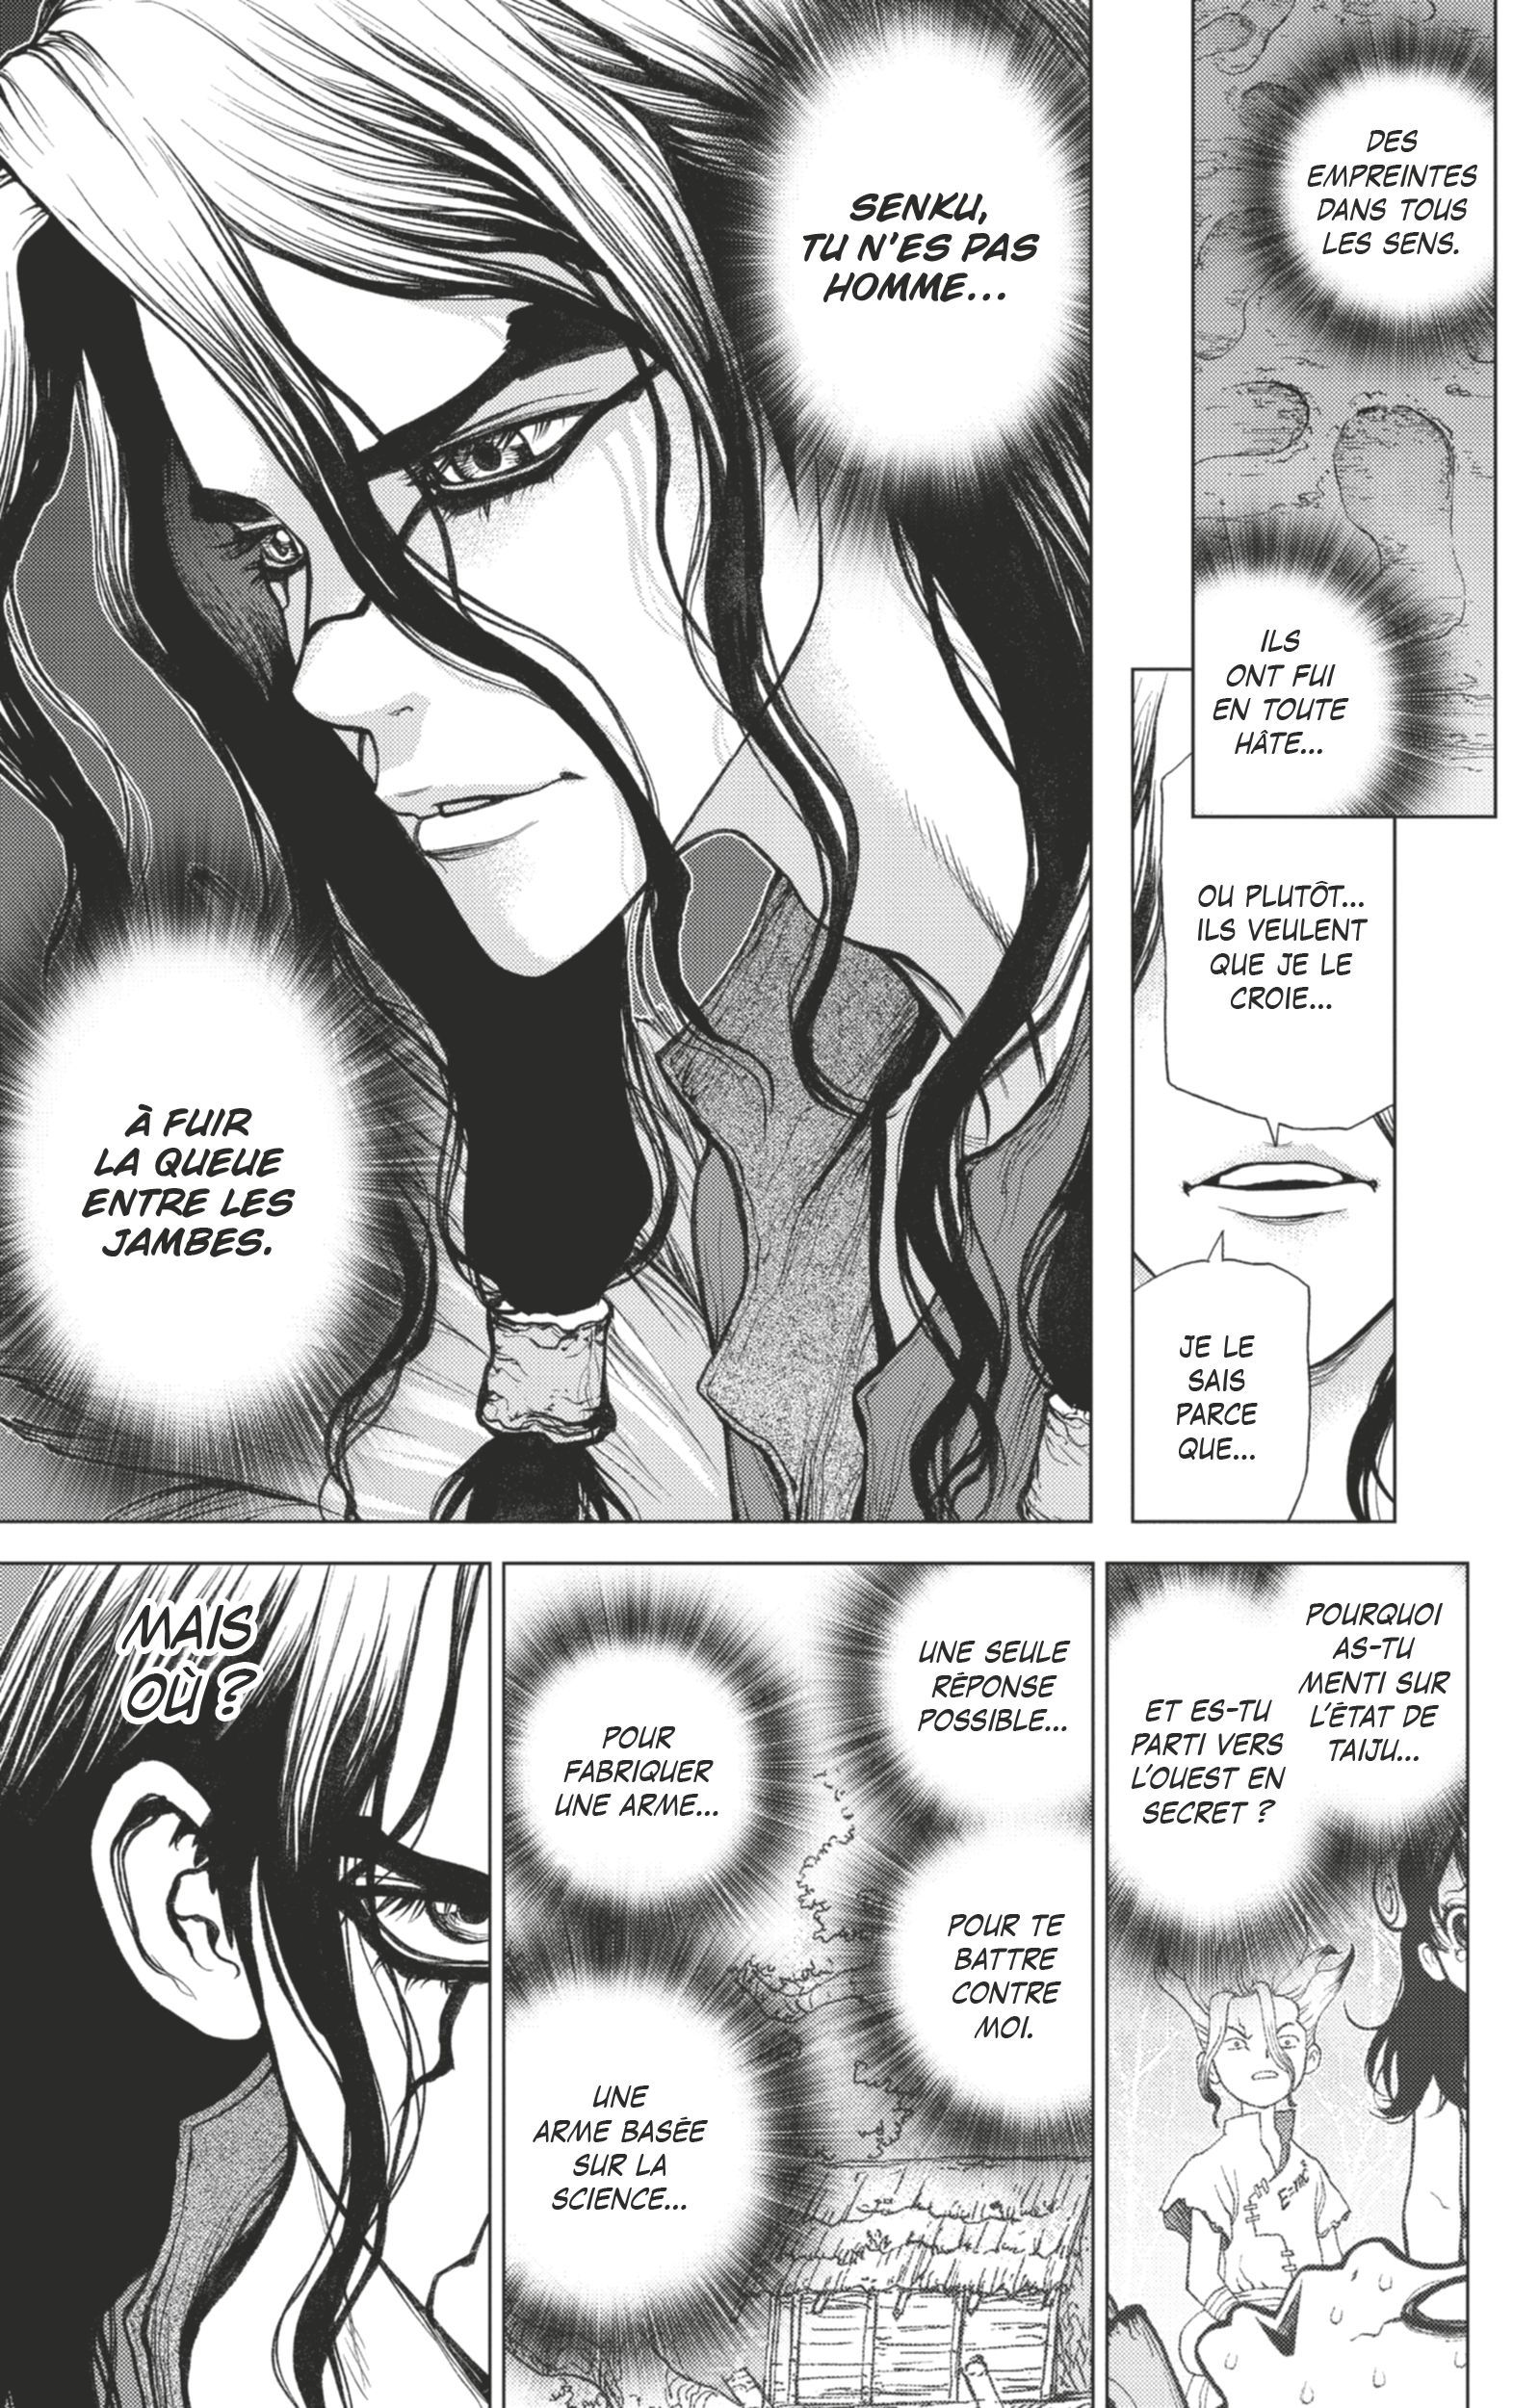 DES
EMPREINTES
DANS TOUS
LES SENS.
ILS
ONT FUI
EN TOUTE
HÂTE...
OU PLUTÔT...
ILS VEULENT
QUE JE LE
CROIE...
JE LE
SAIS
PARCE
QUE...
SENKU,
TU N'ES PAS
HOMME...
À FUIR
LA QUEUE
ENTRE LES
JAMBES.
POURQUOI
AS-TU
MENTI SUR
L'ÉTAT DE
TAIJU...
ET ES-TU
PARTI VERS
L'OUEST EN
SECRET ?
E=mc²
UNE SEULE
RÉPONSE
POSSIBLE...
POUR TE
BATTRE
CONTRE
MOI.
POUR
FABRIQUER
UNE ARME...
UNE
ARME BASÉE
SUR LA
SCIENCE...
MAIS
OÙ ?